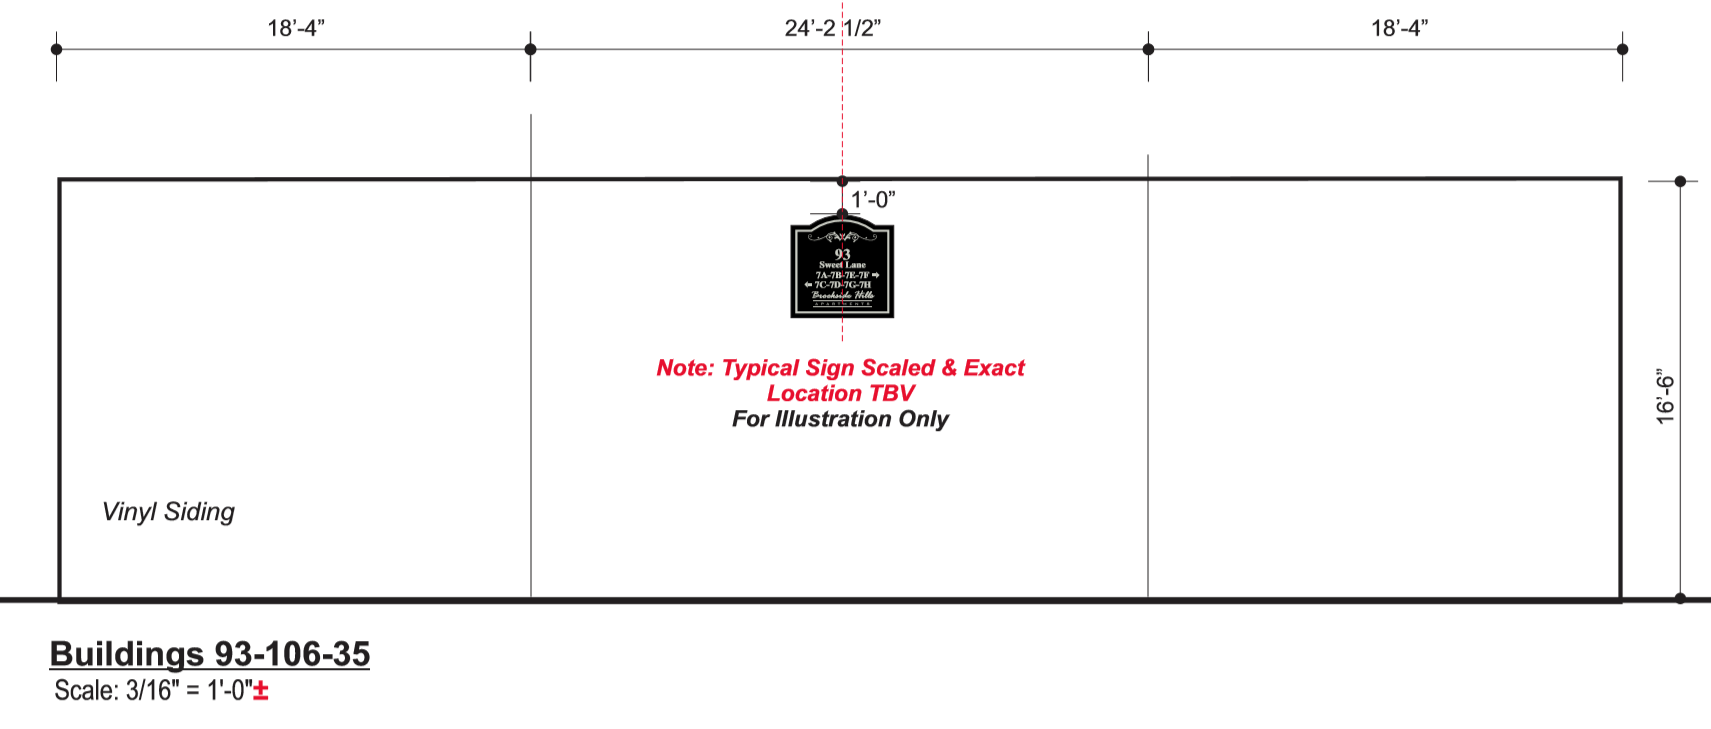 18’-4”
24’-2 1/2”
18’-4”
1’-0”
93
Sweet Lane
7A-7B-7E-7F ➡
⬅ 7C-7D-7G-7H
Brookside Hills
APARTMENTS
Note: Typical Sign Scaled & Exact
Location TBV
For Illustration Only
16’-6”
Vinyl Siding
Buildings 93-106-35
Scale: 3/16" = 1'-0"±